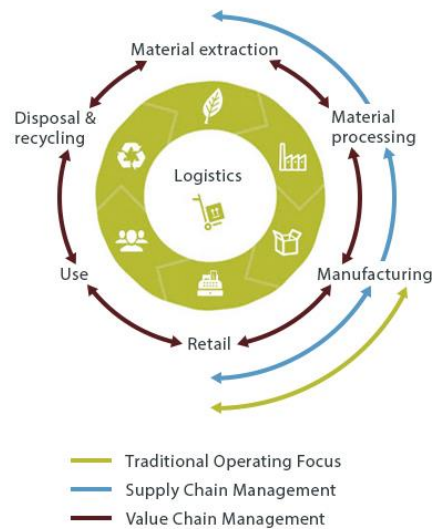 Material extraction
Disposal &
recycling
Material
processing
Logistics
Use
Manufacturing
Retail
Traditional Operating Focus
Supply Chain Management
Value Chain Management